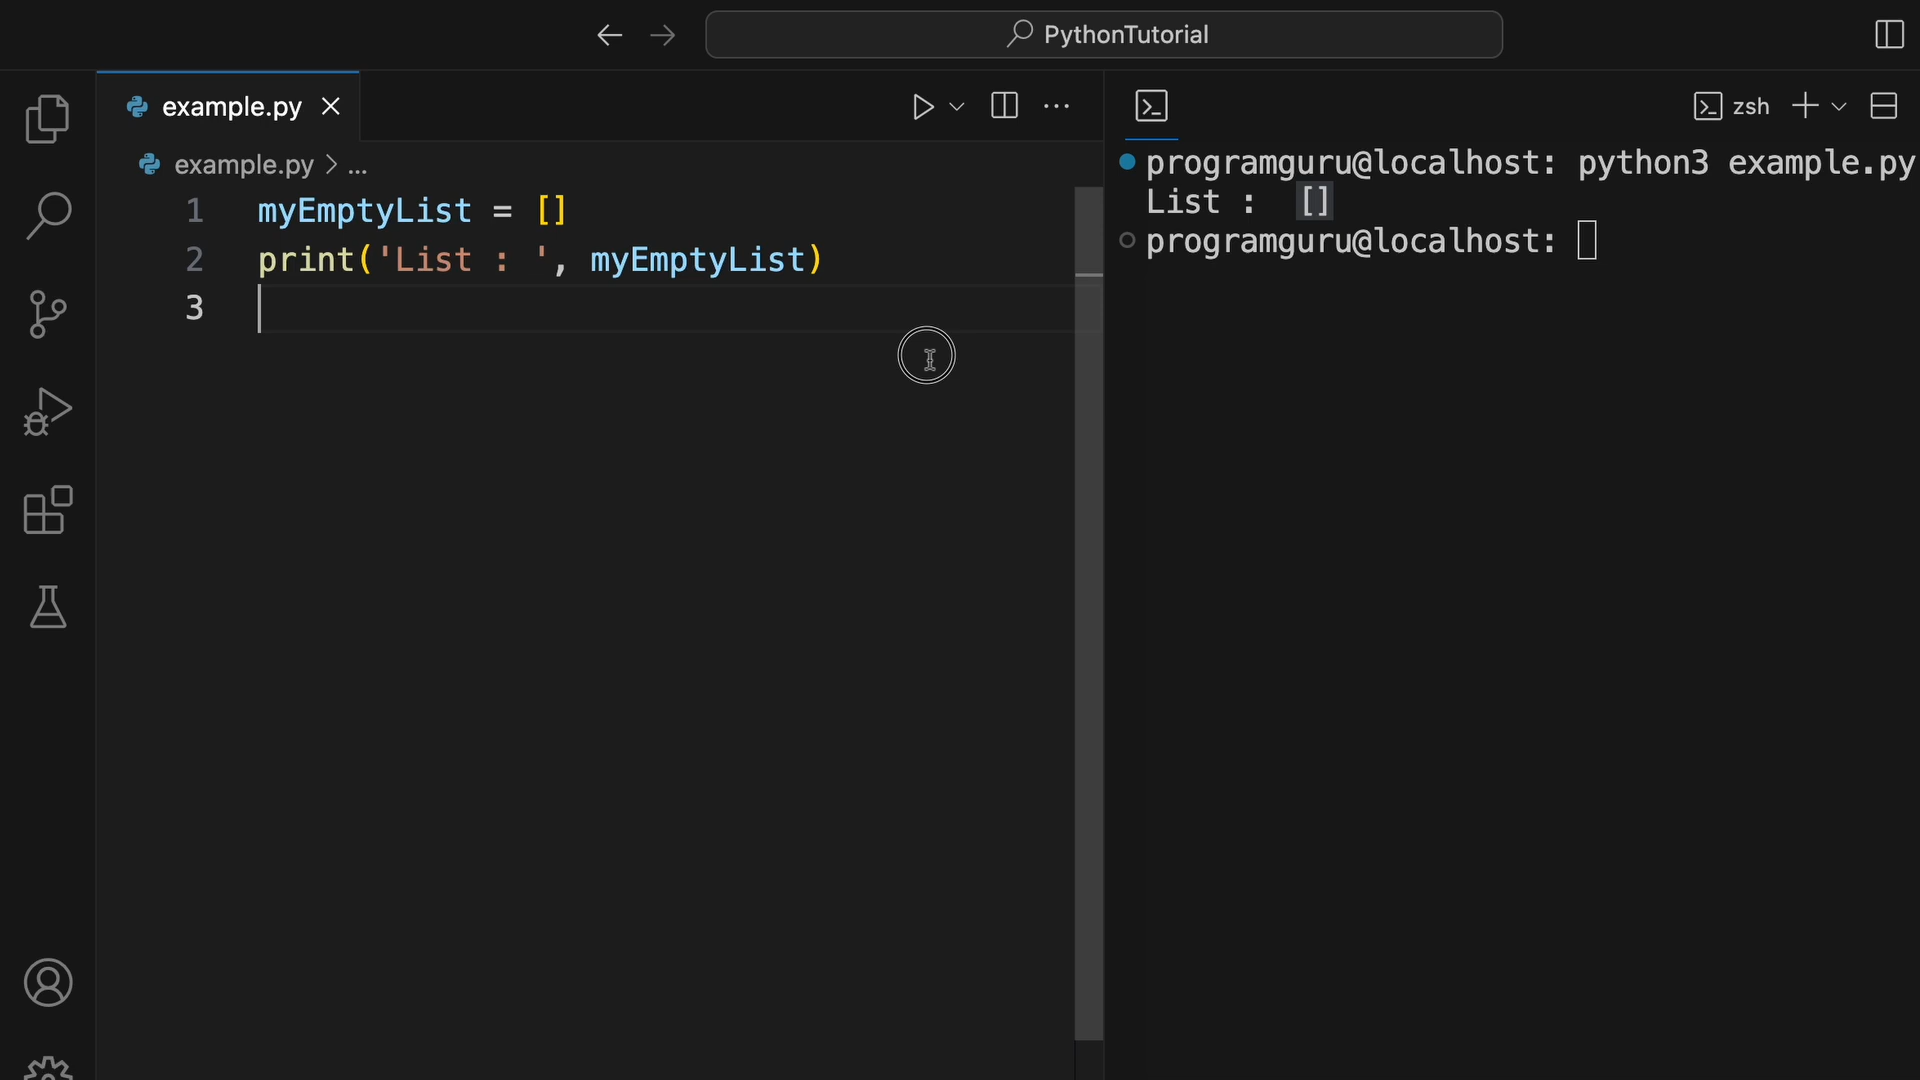 PythonTutorial
example.py
example.py > ...
1 myEmptyList = []
2 print('List : ', myEmptyList)
3
zsh
programguru@localhost: python3 example.py
List :  []
programguru@localhost: